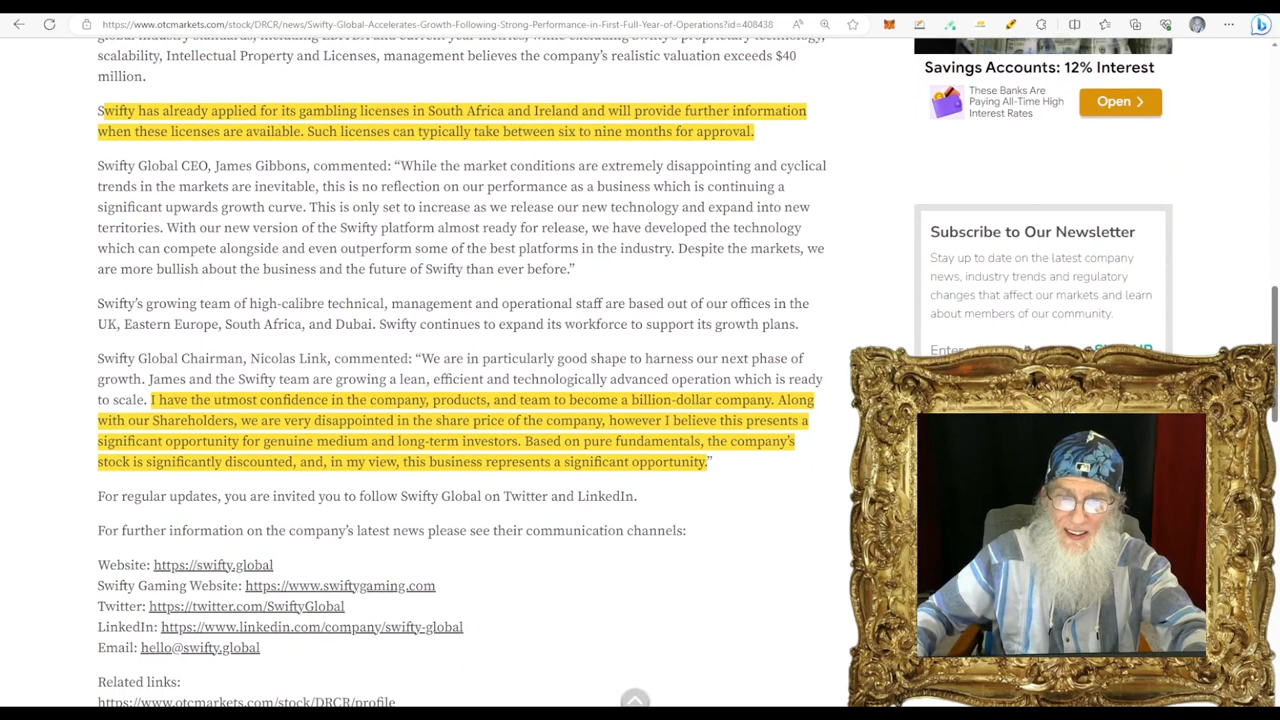 https://www.otcmarkets.com/stock/DRCR/news/Swifty-Global-Accelerates-Growth-Following-Strong-Performance-in-First-Full-Year-of-Operations?id=408438
scalability, Intellectual Property and Licenses, management believes the company's realistic valuation exceeds $40
million.
Swifty has already applied for its gambling licenses in South Africa and Ireland and will provide further information
when these licenses are available. Such licenses can typically take between six to nine months for approval.
Swifty Global CEO, James Gibbons, commented: “While the market conditions are extremely disappointing and cyclical
trends in the markets are inevitable, this is no reflection on our performance as a business which is continuing a
significant upwards growth curve. This is only set to increase as we release our new technology and expand into new
territories. With our new version of the Swifty platform almost ready for release, we have developed the technology
which can compete alongside and even outperform some of the best platforms in the industry. Despite the markets, we
are more bullish about the business and the future of Swifty than ever before.”
Swifty’s growing team of high-calibre technical, management and operational staff are based out of our offices in the
UK, Eastern Europe, South Africa, and Dubai. Swifty continues to expand its workforce to support its growth plans.
Swifty Global Chairman, Nicolas Link, commented: “We are in particularly good shape to harness our next phase of
growth. James and the Swifty team are growing a lean, efficient and technologically advanced operation which is ready
to scale. I have the utmost confidence in the company, products, and team to become a billion-dollar company. Along
with our Shareholders, we are very disappointed in the share price of the company, however I believe this presents a
significant opportunity for genuine medium and long-term investors. Based on pure fundamentals, the company’s
stock is significantly discounted, and, in my view, this business represents a significant opportunity.”
For regular updates, you are invited you to follow Swifty Global on Twitter and LinkedIn.
For further information on the company’s latest news please see their communication channels:
Website: https://swifty.global
Swifty Gaming Website: https://www.swiftygaming.com
Twitter: https://twitter.com/SwiftyGlobal
LinkedIn: https://www.linkedin.com/company/swifty-global
Email: hello@swifty.global
Related links:
https://www.otcmarkets.com/stock/DRCR/profile
Savings Accounts: 12% Interest
These Banks Are
Paying All-Time High
Interest Rates
Open
Subscribe to Our Newsletter
Stay up to date on the latest company
news, industry trends and regulatory
changes that affect our markets and learn
about members of our community.